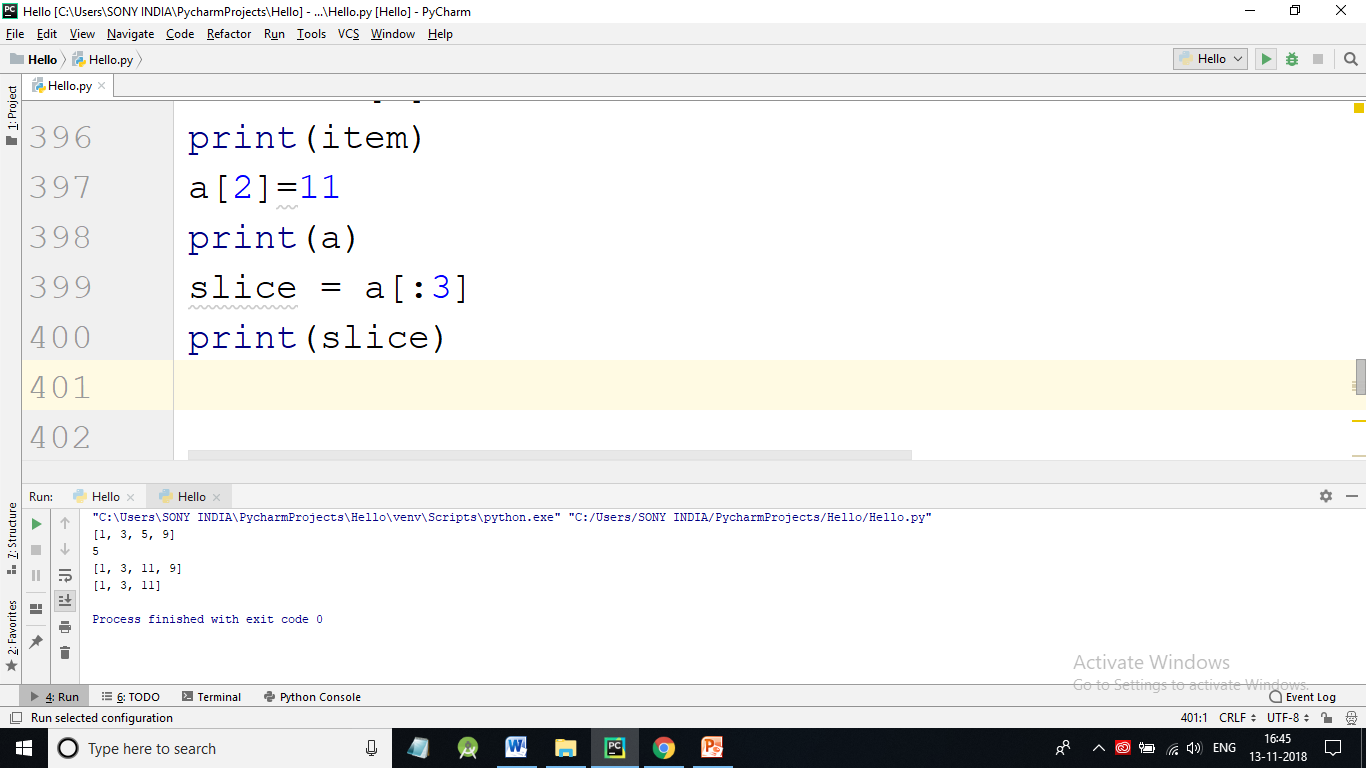 Hello [C:\Users\SONY INDIA\PycharmProjects\Hello] - ...\Hello.py [Hello] - PyCharm
File Edit View Navigate Code Refactor Run Tools VCS Window Help
Hello Hello.py Hello
Hello.py
1: Project
396 print(item)
397 a[2]=11
398 print(a)
399 slice = a[:3]
400 print(slice)
401
402
Run: Hello Hello
"C:\Users\SONY INDIA\PycharmProjects\Hello\venv\Scripts\python.exe" "C:/Users/SONY INDIA/PycharmProjects/Hello/Hello.py"
[1, 3, 5, 9]
5
[1, 3, 11, 9]
[1, 3, 11]
Process finished with exit code 0
7: Structure
2: Favorites
Activate Windows
Go to Settings to activate Windows.
4: Run 6: TODO Terminal Python Console Event Log
Run selected configuration 401:1 CRLF UTF-8
Type here to search ENG 16:45
13-11-2018